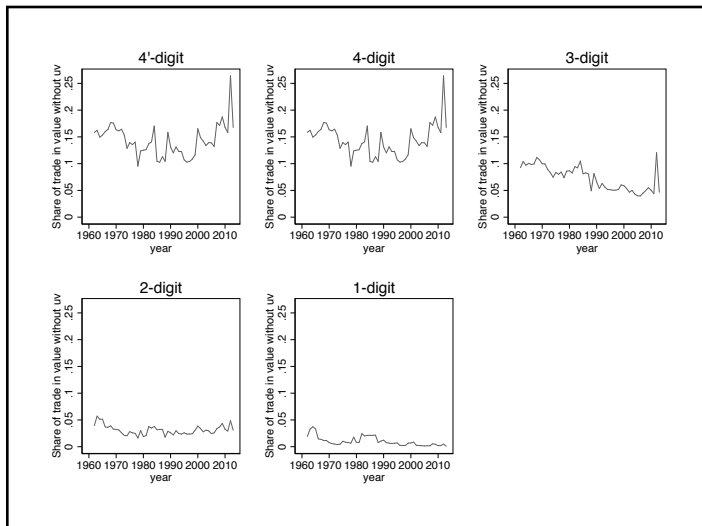 4'-digit
Share of trade in value without uv
0 .05 .1 .15 .2 .25
1960 1970 1980 1990 2000 2010
year
4-digit
Share of trade in value without uv
0 .05 .1 .15 .2 .25
1960 1970 1980 1990 2000 2010
year
3-digit
Share of trade in value without uv
0 .05 .1 .15 .2 .25
1960 1970 1980 1990 2000 2010
year
2-digit
Share of trade in value without uv
0 .05 .1 .15 .2 .25
1960 1970 1980 1990 2000 2010
year
1-digit
Share of trade in value without uv
0 .05 .1 .15 .2 .25
1960 1970 1980 1990 2000 2010
year